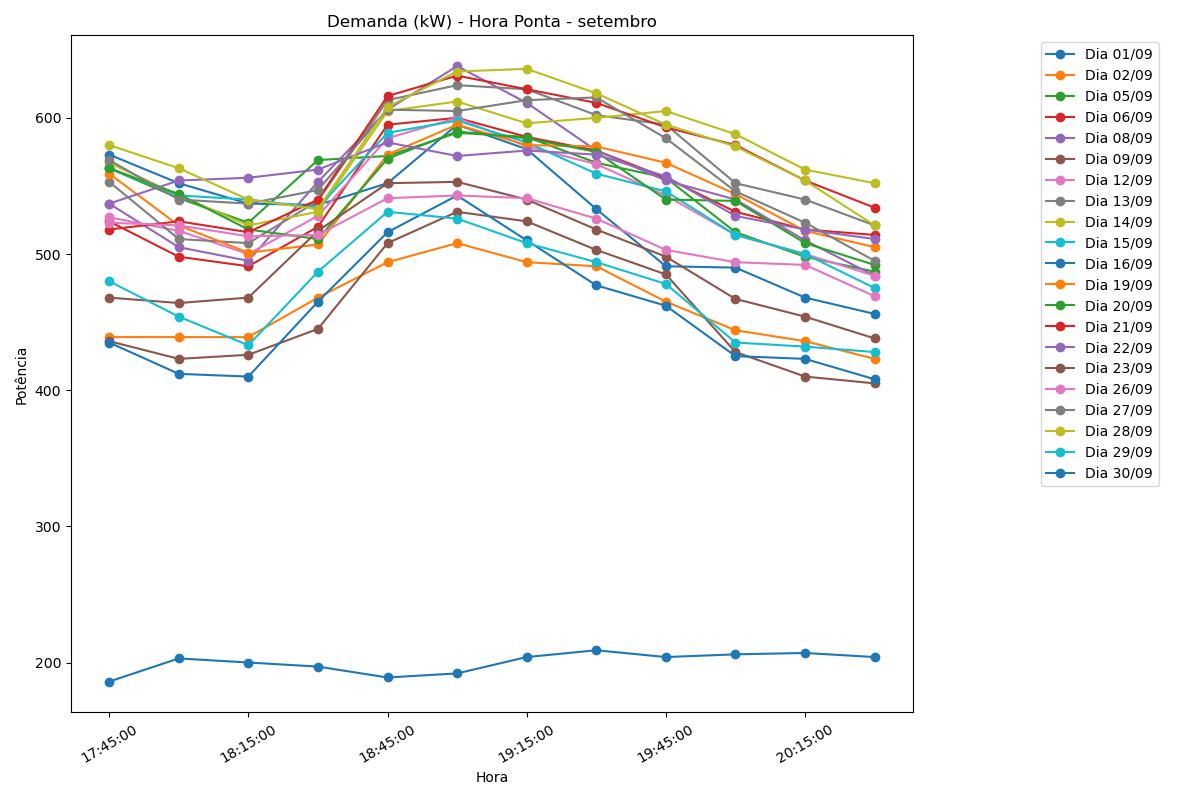 Demanda (kW) - Hora Ponta - setembro
Potência
600
500
400
300
200
17:45:00
18:15:00
18:45:00
19:15:00
19:45:00
20:15:00
Hora
Dia 01/09
Dia 02/09
Dia 05/09
Dia 06/09
Dia 08/09
Dia 09/09
Dia 12/09
Dia 13/09
Dia 14/09
Dia 15/09
Dia 16/09
Dia 19/09
Dia 20/09
Dia 21/09
Dia 22/09
Dia 23/09
Dia 26/09
Dia 27/09
Dia 28/09
Dia 29/09
Dia 30/09